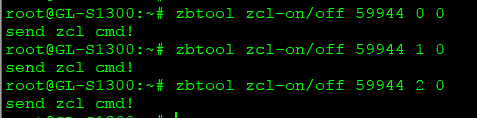 root@GL-S1300:~# zbtool zcl-on/off 59944 0 0
send zcl cmd!
root@GL-S1300:~# zbtool zcl-on/off 59944 1 0
send zcl cmd!
root@GL-S1300:~# zbtool zcl-on/off 59944 2 0
send zcl cmd!